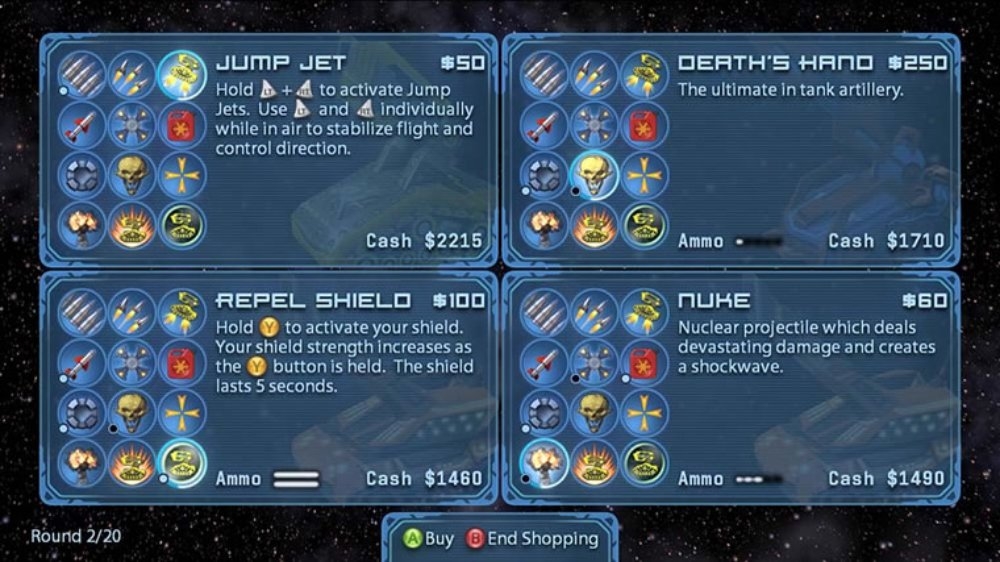 JUMP JET $50
Hold LT + RT to activate Jump
Jets. Use LT and RT individually
while in air to stabilize flight and
control direction.
Cash $2215
DEATH'S HAND $250
The ultimate in tank artillery.
Ammo Cash $1710
REPEL SHIELD $100
Hold Y to activate your shield.
Your shield strength increases as
the Y button is held. The shield
lasts 5 seconds.
Ammo Cash $1460
NUKE $60
Nuclear projectile which deals
devastating damage and creates
a shockwave.
Ammo Cash $1490
Round 2/20
A Buy B End Shopping